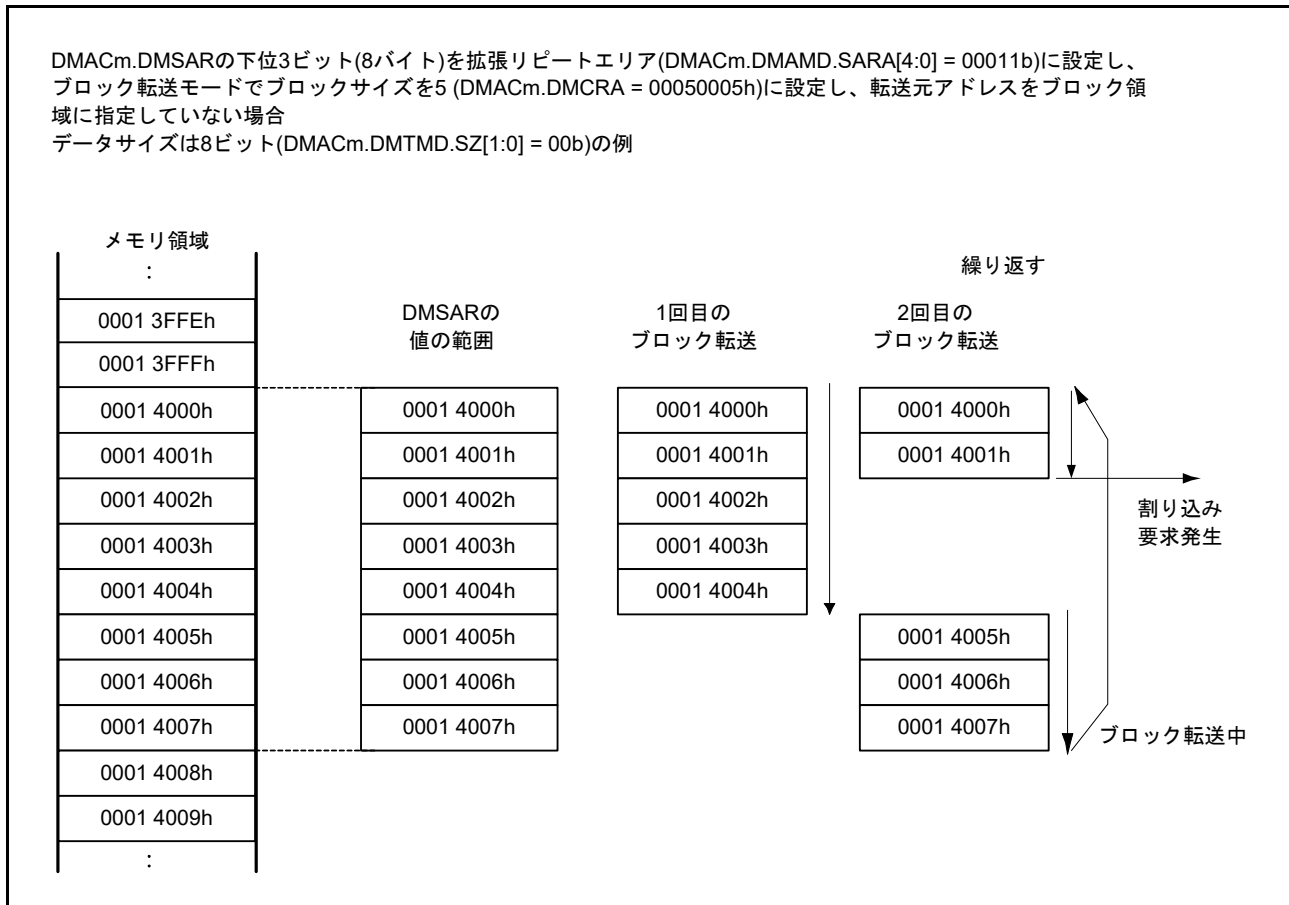 DMACm.DMSARの下位3ビット(8バイト)を拡張リピートエリア(DMACm.DMAMD.SARA[4:0] = 00011b)に設定し、
ブロック転送モードでブロックサイズを5 (DMACm.DMCRA = 00050005h)に設定し、転送元アドレスをブロック領
域に指定していない場合
データサイズは8ビット(DMACm.DMTMD.SZ[1:0] = 00b)の例
メモリ領域
:
0001 3FFEh
0001 3FFFh
0001 4000h
0001 4001h
0001 4002h
0001 4003h
0001 4004h
0001 4005h
0001 4006h
0001 4007h
0001 4008h
0001 4009h
:
DMSARの
値の範囲
0001 4000h
0001 4001h
0001 4002h
0001 4003h
0001 4004h
0001 4005h
0001 4006h
0001 4007h
1回目の
ブロック転送
0001 4000h
0001 4001h
0001 4002h
0001 4003h
0001 4004h
繰り返す
2回目の
ブロック転送
0001 4000h
0001 4001h
0001 4005h
0001 4006h
0001 4007h
割り込み
要求発生
ブロック転送中